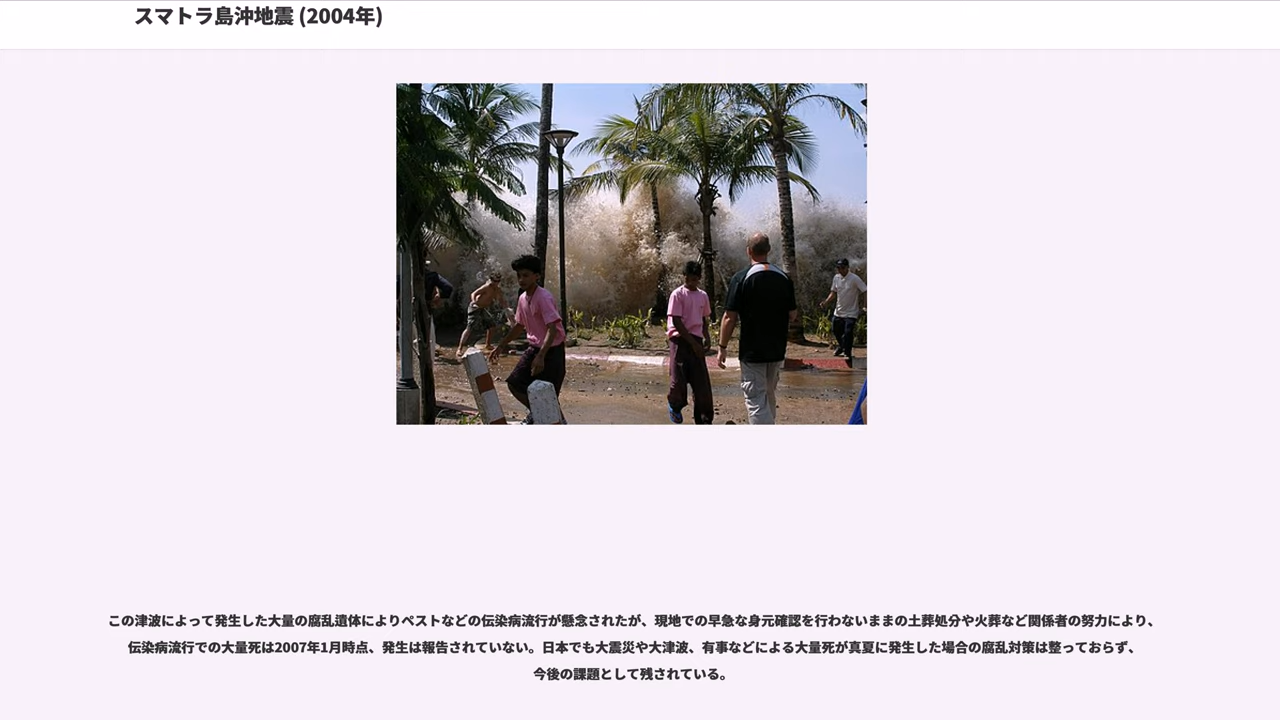 スマトラ島沖地震 (2004年)
この津波によって発生した大量の腐乱遺体によりペストなどの伝染病流行が懸念されたが、現地での早急な身元確認を行わないままの土葬処分や火葬など関係者の努力により、
伝染病流行での大量死は2007年1月時点、発生は報告されていない。日本でも大震災や大津波、有事などによる大量死が真夏に発生した場合の腐乱対策は整っておらず、
今後の課題として残されている。